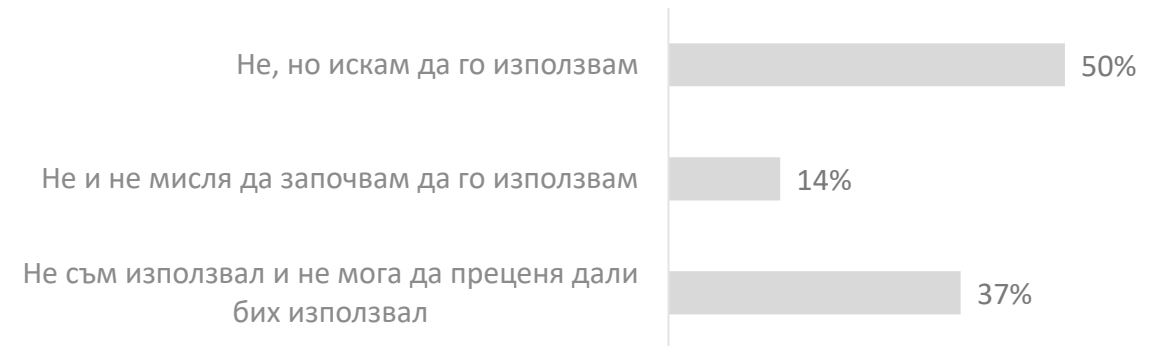 Не, но искам да го използвам
50%
Не и не мисля да започвам да го използвам
14%
Не съм използвал и не мога да преценя дали
бих използвал
37%